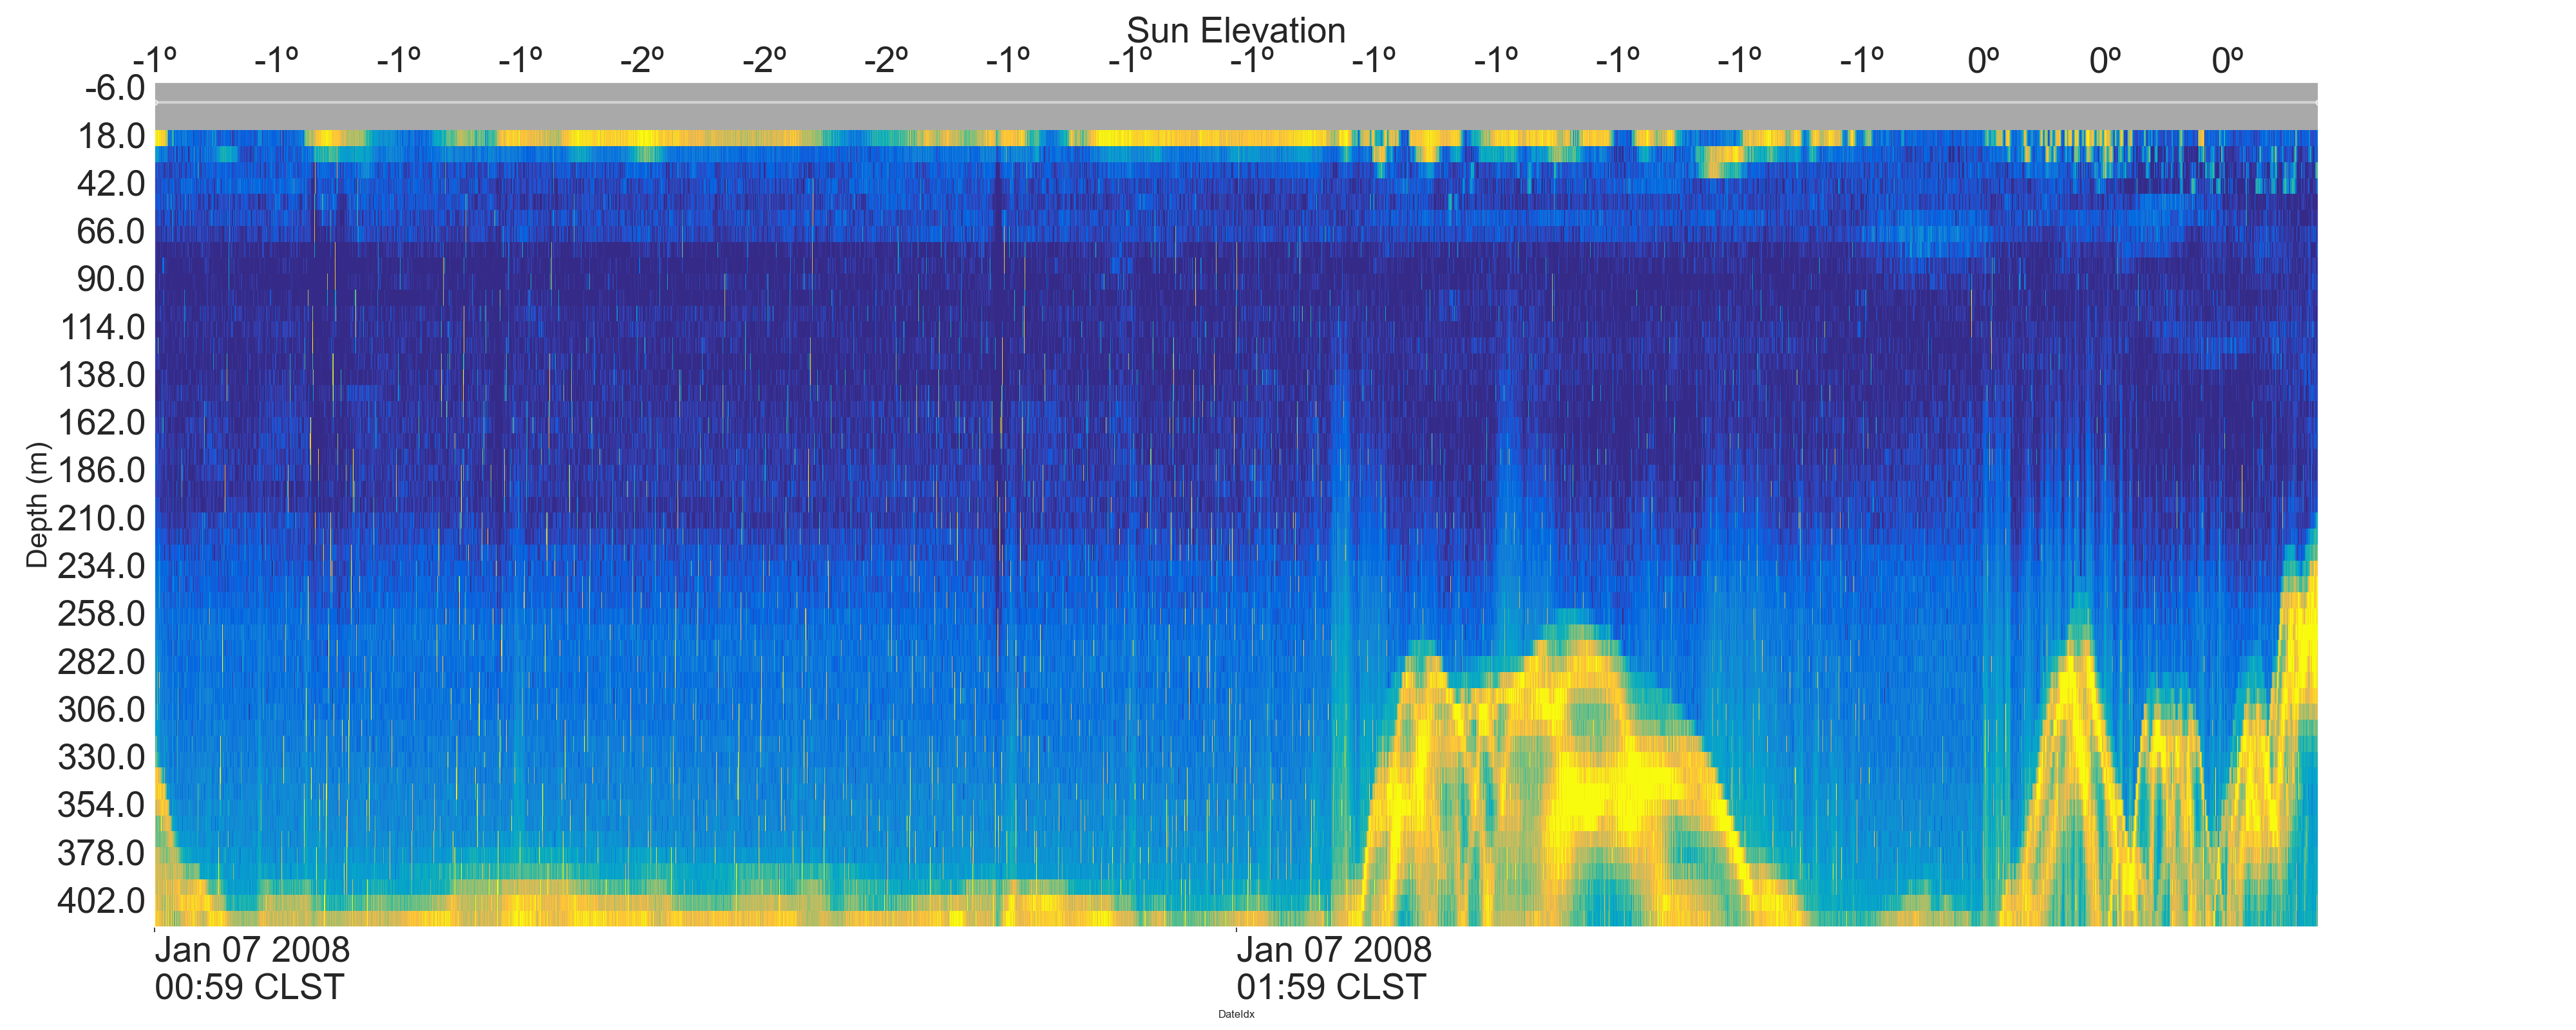 Sun Elevation
-1º -1º -1º -1º -2º -2º -2º -1º -1º -1º -1º -1º -1º -1º -1º 0º 0º 0º
-6.0
18.0
42.0
66.0
90.0
114.0
138.0
162.0
186.0
210.0
234.0
258.0
282.0
306.0
330.0
354.0
378.0
402.0
Depth (m)
Jan 07 2008
00:59 CLST
Jan 07 2008
01:59 CLST
DateIdx